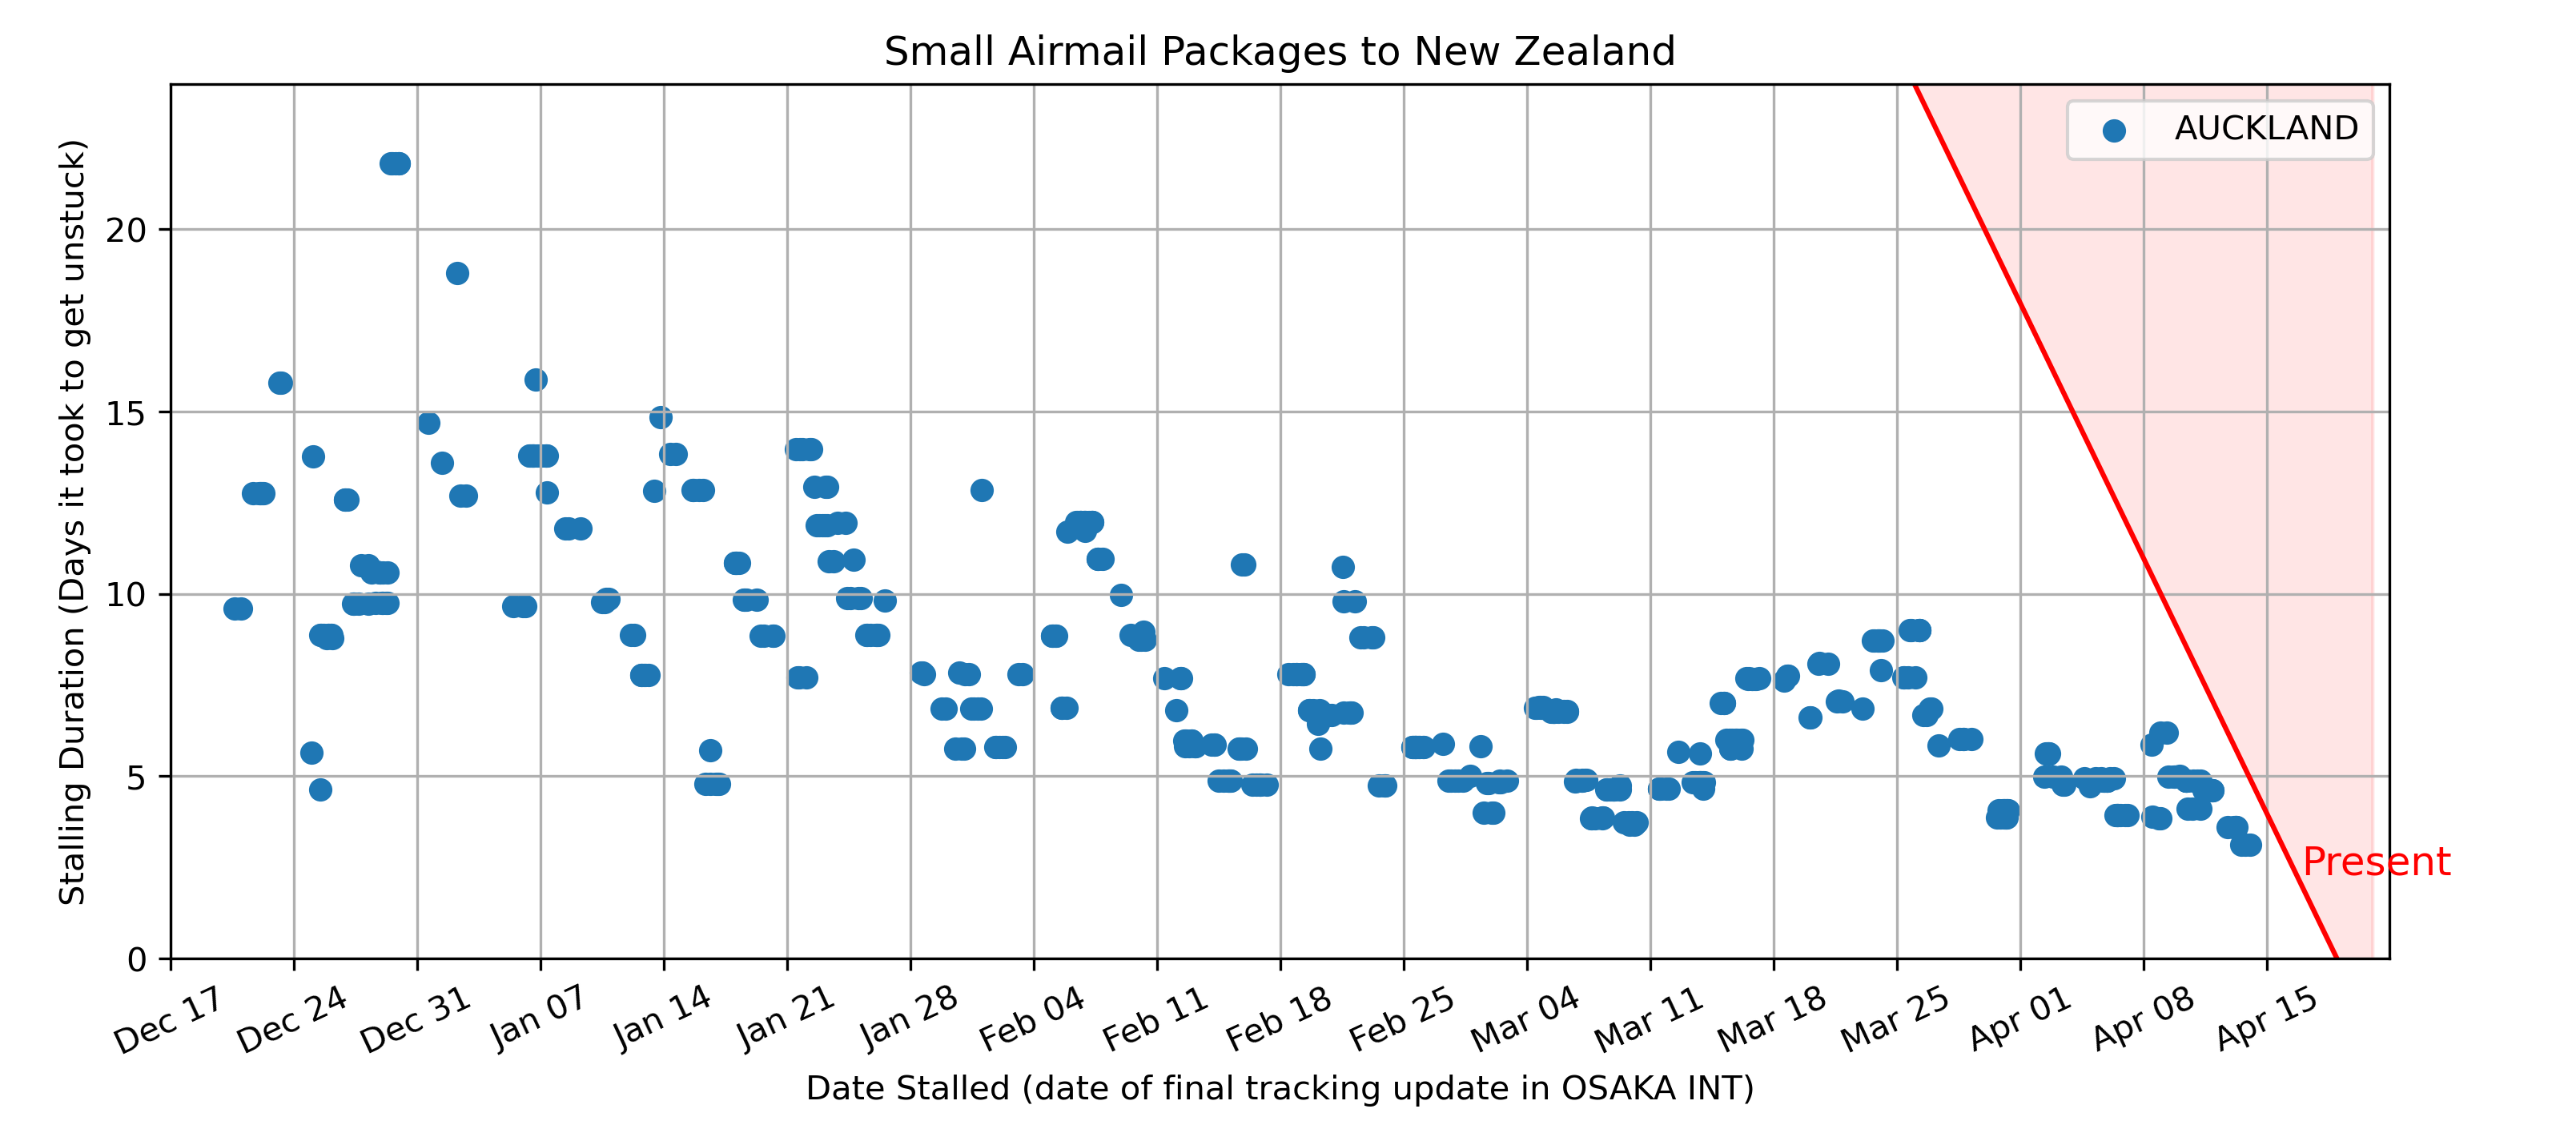 Small Airmail Packages to New Zealand
AUCKLAND
Stalling Duration (Days it took to get unstuck)
20
15
10
5
0
Present
Dec 17
Dec 24
Dec 31
Jan 07
Jan 14
Jan 21
Jan 28
Feb 04
Feb 11
Feb 18
Feb 25
Mar 04
Mar 11
Mar 18
Mar 25
Apr 01
Apr 08
Apr 15
Date Stalled (date of final tracking update in OSAKA INT)